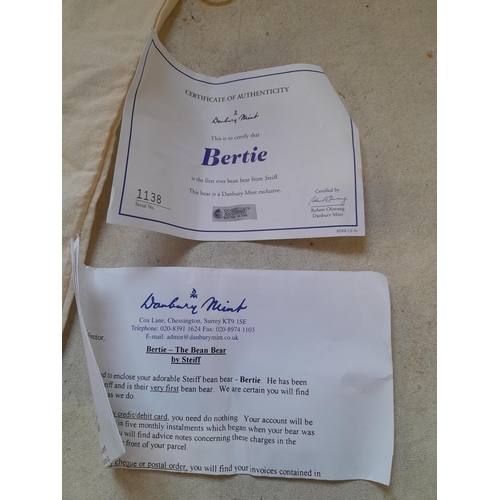 CERTIFICATE OF AUTHENTICITY
Danbury Mint
This is to certify that
Bertie
is the first ever bean bear from Steiff
This bear is a Danbury Mint exclusive.
1138
Serial No.
Certified by
Danbury Mint
Danbury Mint
Cox Lane, Chessington, Surrey KT9 1SE
Telephone: 020-8391 1624 Fax: 020-8974 1103
E-mail: admin@danburymint.co.uk
Bertie – The Bean Bear
by Steiff
to enclose your adorable Steiff bean bear - Bertie. He has been
and is their very first bean bear. We are certain you will find
as we do.
credit/debit card, you need do nothing. Your account will be
in five monthly instalments which began when your bear was
will find advice notes concerning these charges in the
front of your parcel
cheque or postal order, you will find your invoices contained in